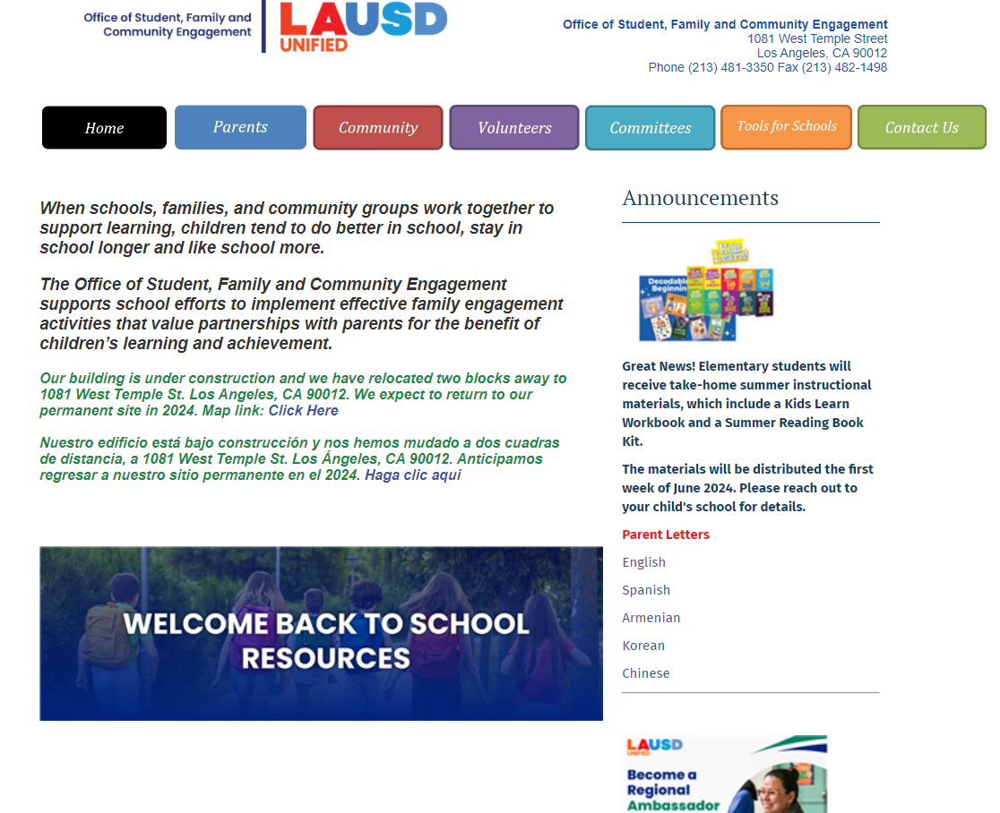 Office of Student, Family and
Community Engagement
LAUSD
UNIFIED
Office of Student, Family and Community Engagement
1081 West Temple Street
Los Angeles, CA 90012
Phone (213) 481-3350 Fax (213) 482-1498
Home
Parents
Community
Volunteers
Committees
Tools for Schools
Contact Us
When schools, families, and community groups work together to
support learning, children tend to do better in school, stay in
school longer and like school more.
The Office of Student, Family and Community Engagement
supports school efforts to implement effective family engagement
activities that value partnerships with parents for the benefit of
children’s learning and achievement.
Our building is under construction and we have relocated two blocks away to
1081 West Temple St. Los Angeles, CA 90012. We expect to return to our
permanent site in 2024. Map link: Click Here
Nuestro edificio está bajo construcción y nos hemos mudado a dos cuadras
de distancia, a 1081 West Temple St. Los Ángeles, CA 90012. Anticipamos
regresar a nuestro sitio permanente en el 2024. Haga clic aqui
WELCOME BACK TO SCHOOL
RESOURCES
Announcements
Kids
Learn!
Decodabl
Beginnin
Great News! Elementary students will
receive take-home summer instructional
materials, which include a Kids Learn
Workbook and a Summer Reading Book
Kit.
The materials will be distributed the first
week of June 2024. Please reach out to
your child's school for details.
Parent Letters
English
Spanish
Armenian
Korean
Chinese
LAUSD
UNIFIED
Become a
Regional
Ambassador